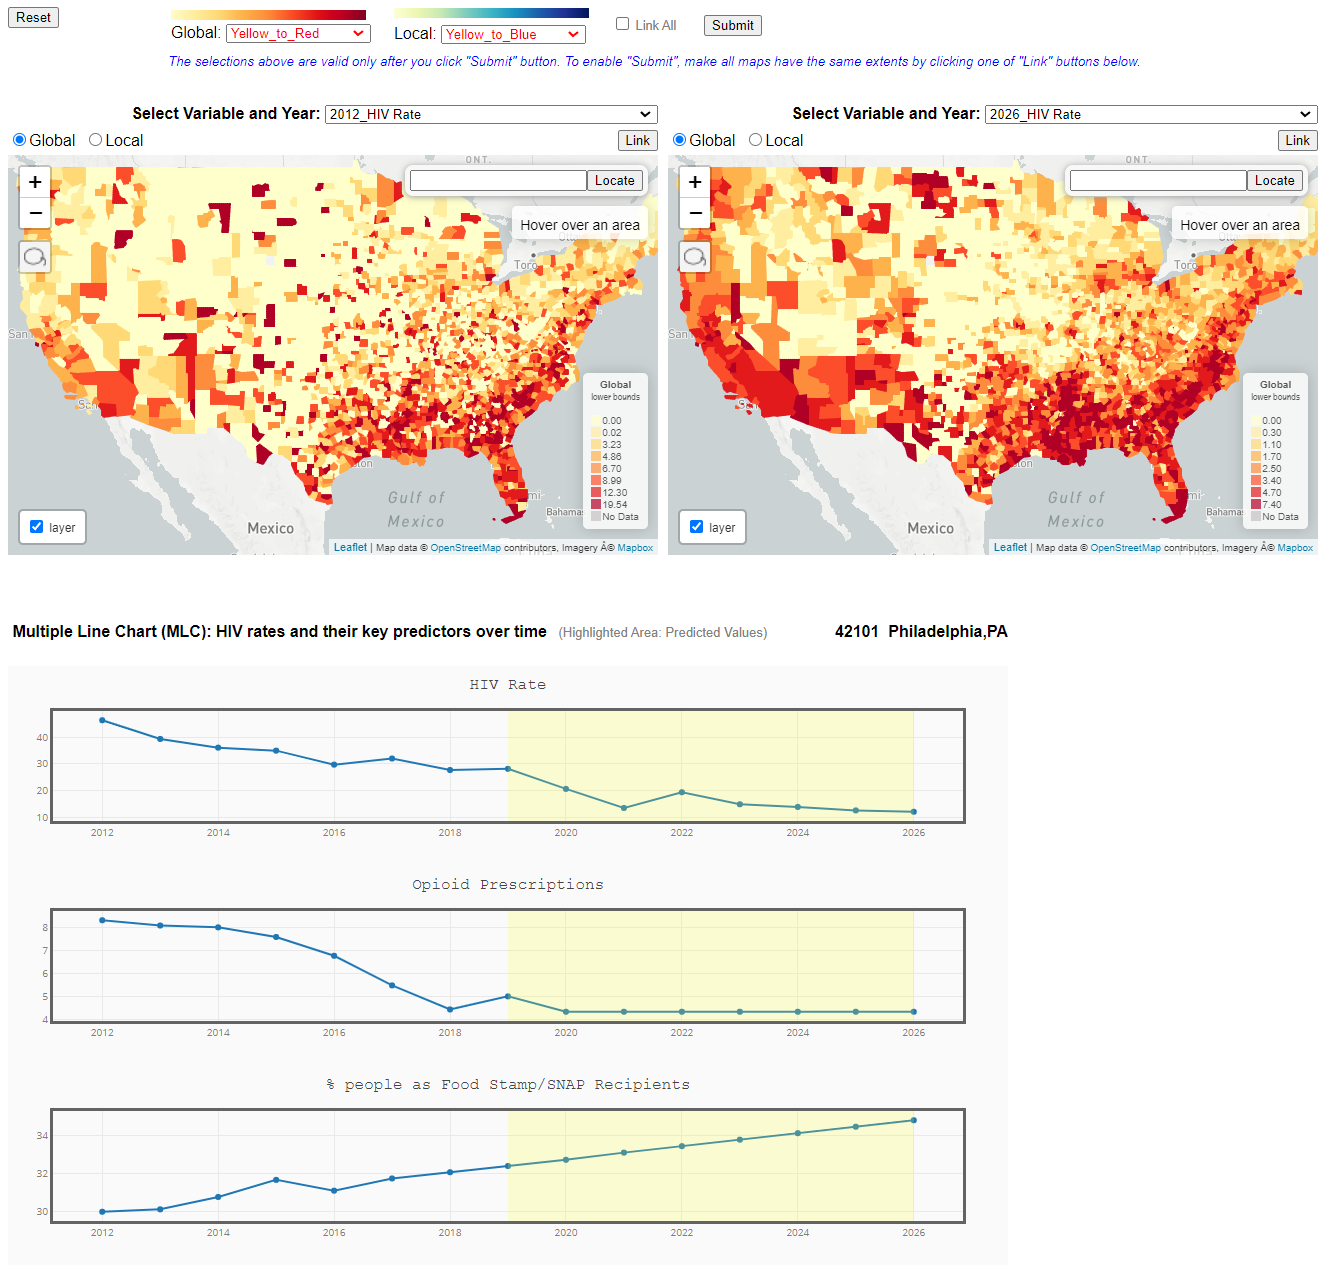 Reset
Global: Yellow_to_Red
Local: Yellow_to_Blue
Link All
Submit
The selections above are valid only after you click "Submit" button. To enable "Submit", make all maps have the same extents by clicking one of "Link" buttons below.
Select Variable and Year: 2012_HIV Rate
Global Local Link
ONT.
+
−
Locate
Hover over an area
Toro
San
Global
lower bounds
0.00
0.02
3.23
4.86
6.70
8.99
12.30
19.54
No Data
Gulf of
Mexico
Mexico
Bahamas
layer
Leaflet | Map data © OpenStreetMap contributors, Imagery Â© Mapbox
Select Variable and Year: 2026_HIV Rate
Global Local Link
ONT.
+
−
Locate
Hover over an area
Toro
San
Global
lower bounds
0.00
0.30
1.10
1.70
2.50
3.40
4.70
7.40
No Data
Gulf of
Mexico
Mexico
Bahamas
layer
Leaflet | Map data © OpenStreetMap contributors, Imagery Â© Mapbox
Multiple Line Chart (MLC): HIV rates and their key predictors over time (Highlighted Area: Predicted Values) 42101 Philadelphia,PA
HIV Rate
40
30
20
10
2012 2014 2016 2018 2020 2022 2024 2026
Opioid Prescriptions
8
7
6
5
4
2012 2014 2016 2018 2020 2022 2024 2026
% people as Food Stamp/SNAP Recipients
34
32
30
2012 2014 2016 2018 2020 2022 2024 2026